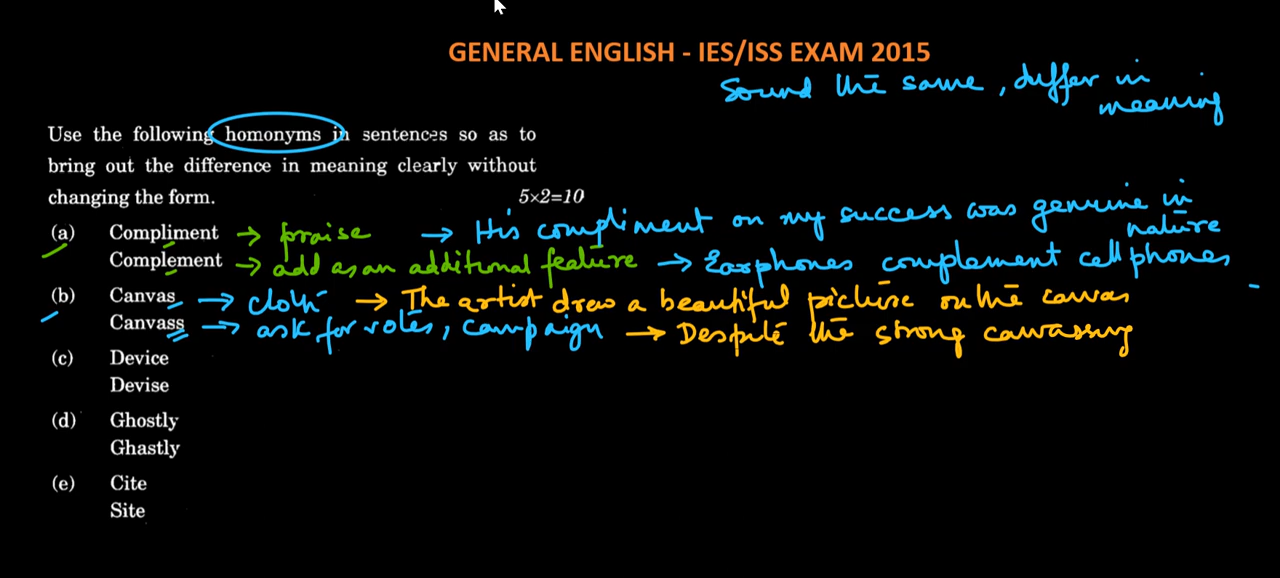 GENERAL ENGLISH - IES/ISS EXAM 2015
Sound the same, differ in
meaning
Use the following homonyms in sentences so as to
bring out the difference in meaning clearly without
changing the form.
5×2=10
(a) Compliment → praise → His compliment on my success was genuine in
nature
Complement → add as an additional feature → Earphones complement cell phones
(b) Canvas → cloth → The artist drew a beautiful picture on the canvas
Canvass → ask for votes, campaign → Despite the strong canvassing
(c) Device
Devise
(d) Ghostly
Ghastly
(e) Cite
Site